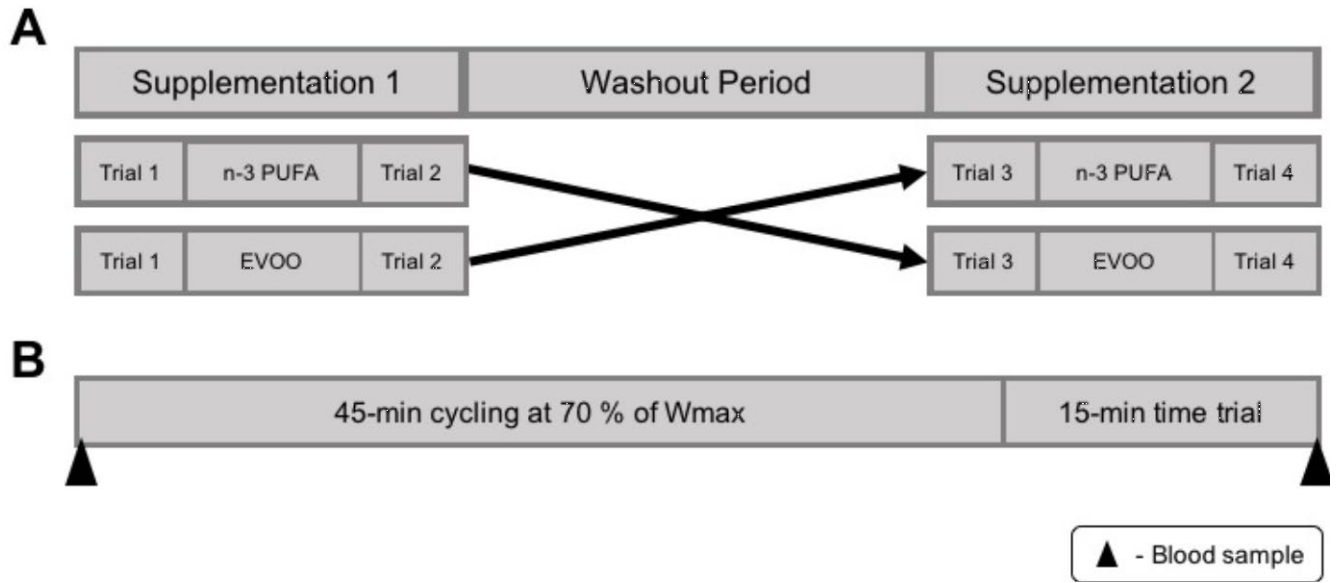 A
Supplementation 1 Washout Period Supplementation 2
Trial 1 n-3 PUFA Trial 2 Trial 3 n-3 PUFA Trial 4
Trial 1 EVOO Trial 2 Trial 3 EVOO Trial 4
B
45-min cycling at 70 % of Wmax 15-min time trial
- Blood sample